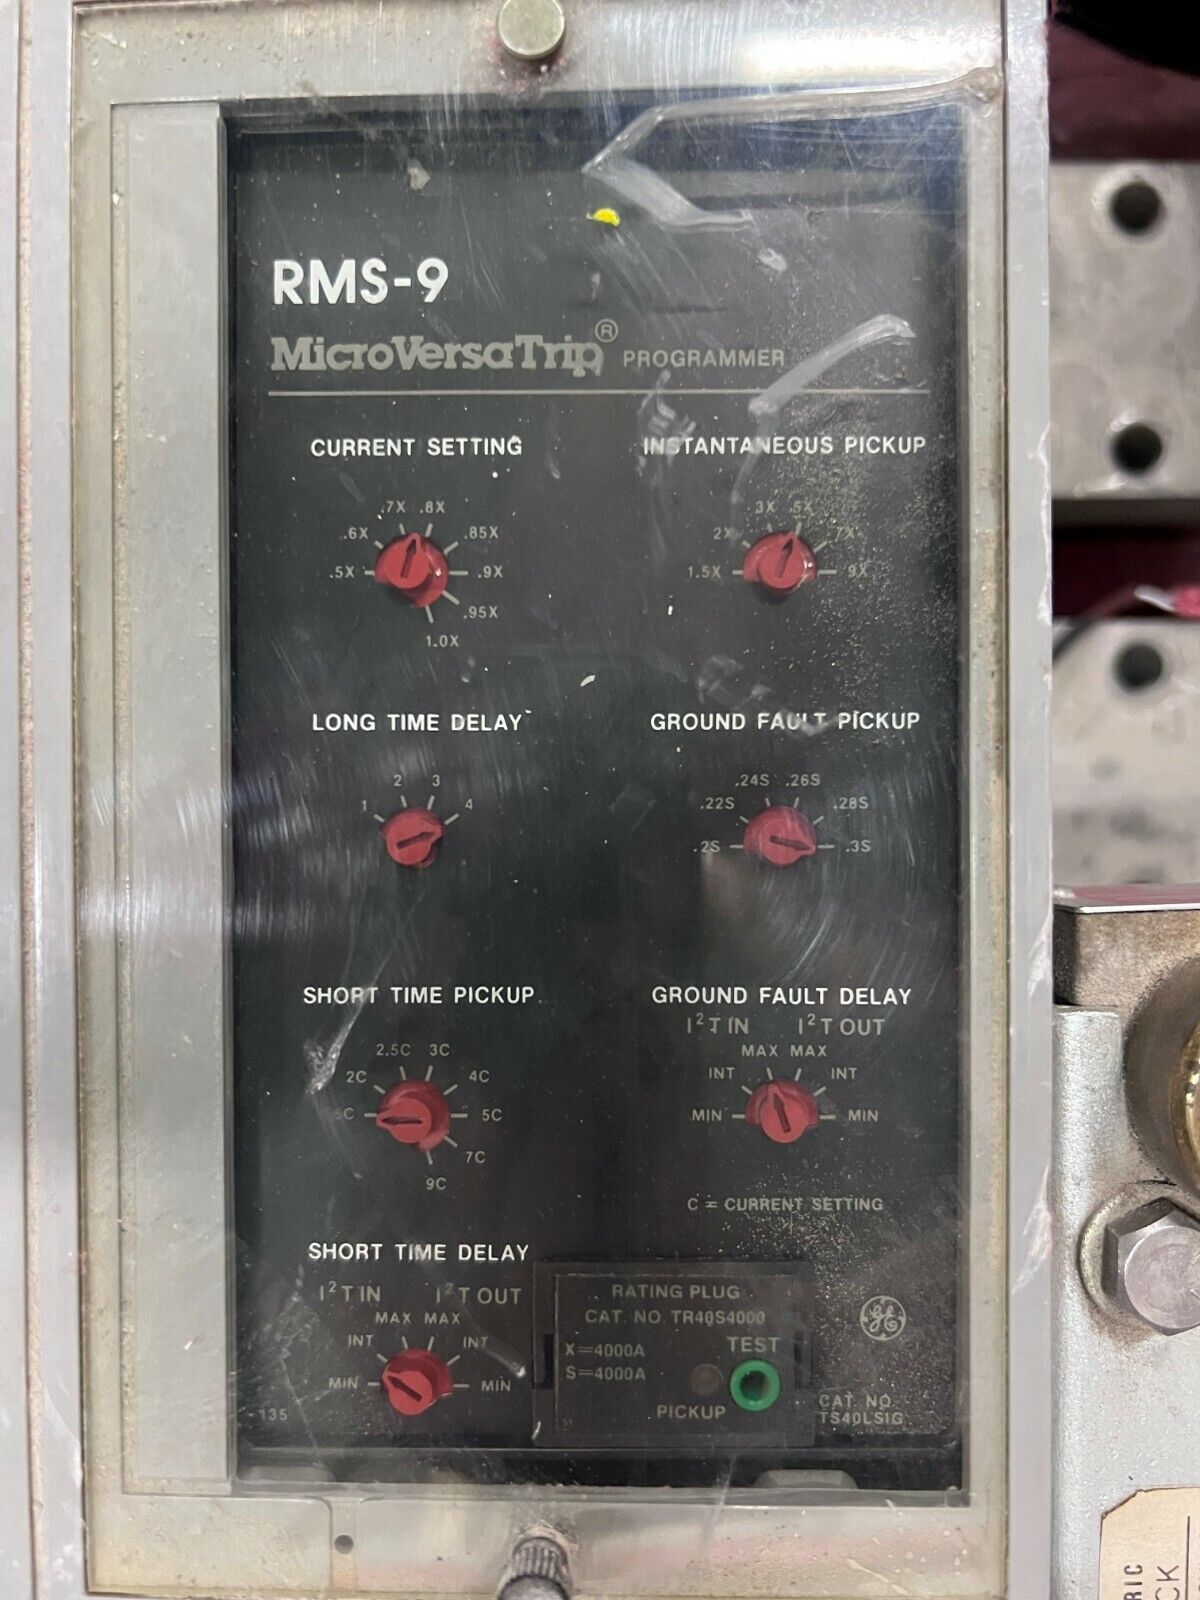 RMS-9
MicroVersaTrip® PROGRAMMER
CURRENT SETTING
.5X .6X .7X .8X .85X .9X .95X 1.0X
INSTANTANEOUS PICKUP
1.5X 2X 3X 5X 7X 9X
LONG TIME DELAY
1 2 3 4
GROUND FAULT PICKUP
.2S .22S .24S .26S .28S .3S
SHORT TIME PICKUP
2C 2.5C 3C 4C 5C 7C 9C
GROUND FAULT DELAY
I²T IN I²T OUT
MIN INT MAX MAX INT MIN
C = CURRENT SETTING
SHORT TIME DELAY
I²T IN I²T OUT
MIN INT MAX MAX INT MIN
135
RATING PLUG
CAT. NO. TR40S4000
X=4000A
S=4000A
TEST
PICKUP
GE
CAT. NO.
TS40LSIG
RIC
CK